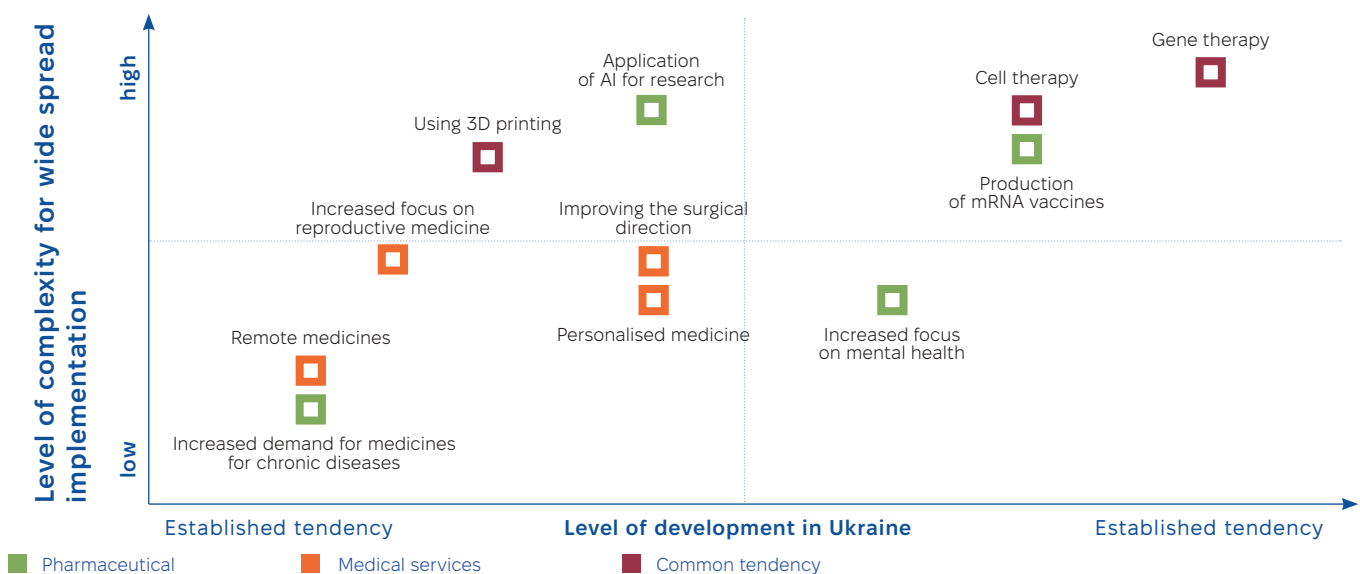 Level of complexity for wide spread
implementation
high
low
Gene therapy
Application
of AI for research
Cell therapy
Using 3D printing
Production
of mRNA vaccines
Increased focus on
reproductive medicine
Improving the surgical
direction
Remote medicines
Personalised medicine
Increased focus
on mental health
Increased demand for medicines
for chronic diseases
Established tendency
Level of development in Ukraine
Established tendency
Pharmaceutical
Medical services
Common tendency